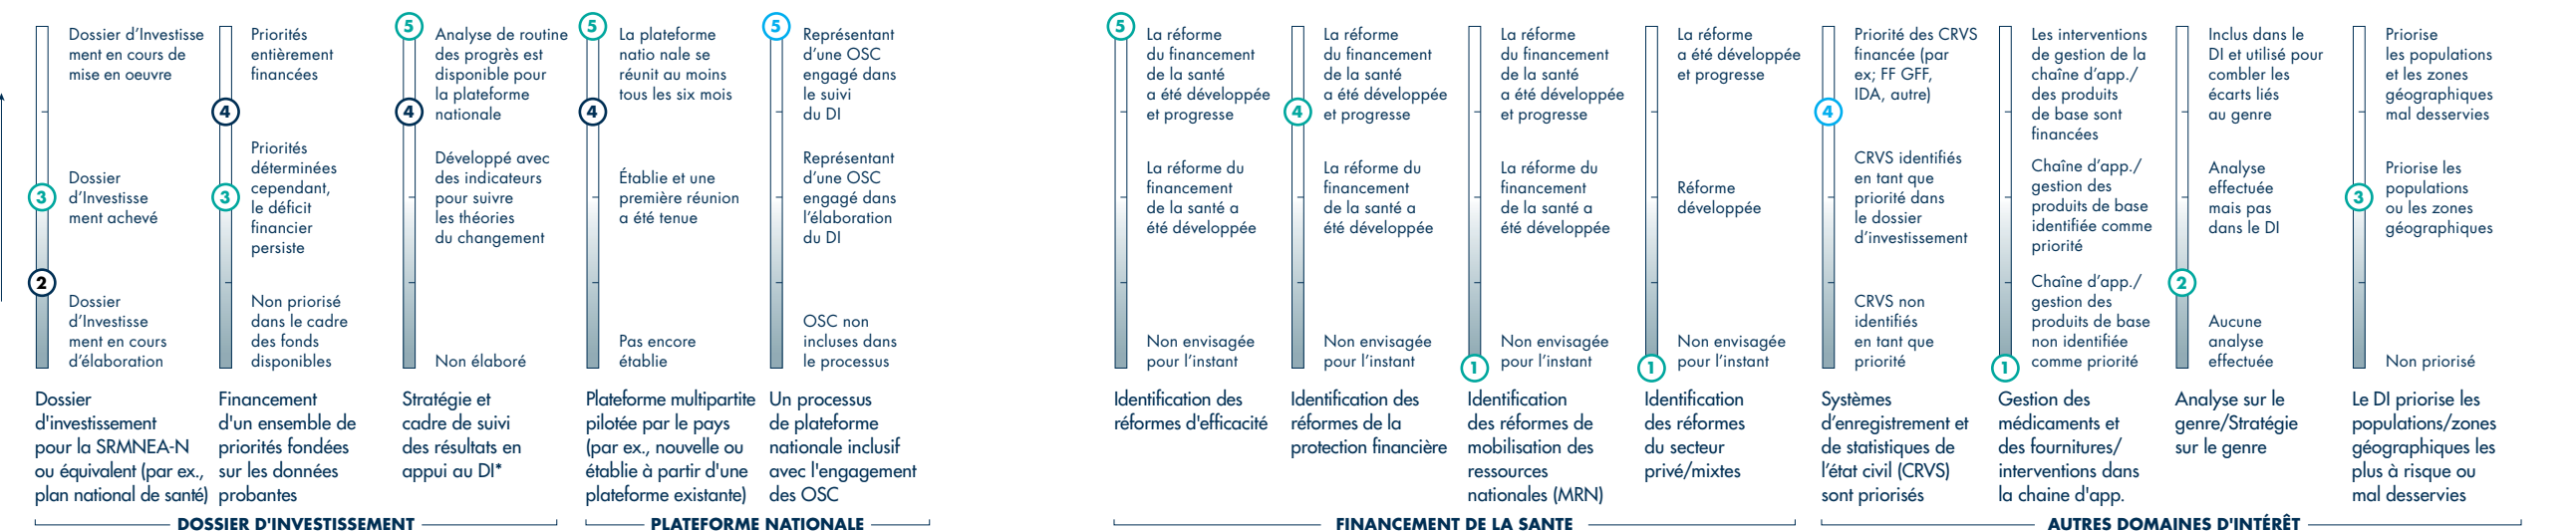 3
2
Dossier d’Investisse
ment en cours de
mise en oeuvre
Dossier
d’Investisse
ment achevé
Dossier
d’Investisse
ment en cours
d’élaboration
Dossier
d'investissement
pour la SRMNEA-N
ou équivalent (par ex.,
plan national de santé)
4
3
Priorités
entièrement
financées
Priorités
déterminées
cependant,
le déficit
financier
persiste
Non priorisé
dans le cadre
des fonds
disponibles
Financement
d'un ensemble de
priorités fondées
sur les données
probantes
5
4
Analyse de routine
des progrès est
disponible pour
la plateforme
nationale
Développé avec
des indicateurs
pour suivre
les théories
du changement
Non élaboré
Stratégie et
cadre de suivi
des résultats en
appui au DI*
DOSSIER D'INVESTISSEMENT
5
4
La plateforme
natio nale se
réunit au moins
tous les six mois
Établie et une
première réunion
a été tenue
Pas encore
établie
Plateforme multipartite
pilotée par le pays
(par ex., nouvelle ou
établie à partir d'une
plateforme existante)
5
Représentant
d’une OSC
engagé dans
le suivi
du DI
Représentant
d’une OSC
engagé dans
l’élaboration
du DI
OSC non
incluses dans
le processus
Un processus
de plateforme
nationale inclusif
avec l'engagement
des OSC
PLATEFORME NATIONALE
5
La réforme
du financement
de la santé
a été développée
et progresse
La réforme du
financement
de la santé a
été développée
Non envisagée
pour l’instant
Identification des
réformes d'efficacité
4
La réforme
du financement
de la santé
a été développée
et progresse
La réforme du
financement
de la santé a
été développée
Non envisagée
pour l’instant
Identification des
réformes de la
protection financière
1
La réforme
du financement
de la santé
a été développée
et progresse
La réforme du
financement
de la santé a
été développée
Non envisagée
pour l’instant
Identification
des réformes de
mobilisation des
ressources
nationales (MRN)
1
La réforme
a été développée
et progresse
Réforme
développée
Non envisagée
pour l’instant
Identification
des réformes
du secteur
privé/mixtes
FINANCEMENT DE LA SANTE
4
Priorité des CRVS
financée (par
ex; FF GFF,
IDA, autre)
CRVS identifiés
en tant que
priorité dans
le dossier
d’investissement
CRVS non
identifiés
en tant que
priorité
Systèmes
d’enregistrement et
de statistiques de
l’état civil (CRVS)
sont priorisés
1
Les interventions
de gestion de la
chaîne d’app./
des produits
de base sont
financées
Chaîne d’app./
gestion des
produits de base
identifiée comme
priorité
Chaîne d’app./
gestion des
produits de base
non identifiée
comme priorité
Gestion des
médicaments et
des fournitures/
interventions dans
la chaine d'app.
2
Inclus dans le
DI et utilisé pour
combler les
écarts liés
au genre
Analyse
effectuée
mais pas
dans le DI
Aucune
analyse
effectuée
Analyse sur le
genre/Stratégie
sur le genre
3
Priorise
les populations
et les zones
géographiques
mal desservies
Priorise les
populations
ou les zones
géographiques
Non priorisé
Le DI priorise les
populations/zones
géographiques les
plus à risque ou
mal desservies
AUTRES DOMAINES D'INTÉRÊT